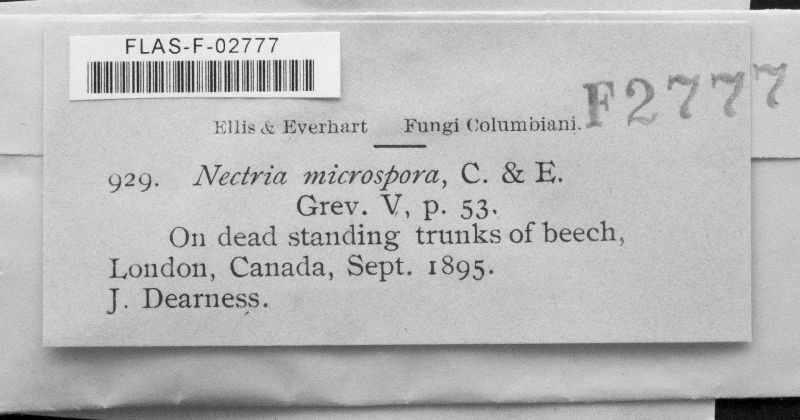 FLAS-F-02777
F2777
Ellis & Everhart Fungi Columbiani.
929. Nectria microspora, C. & E.
Grev. V, p. 53.
On dead standing trunks of beech,
London, Canada, Sept. 1895.
J. Dearness.